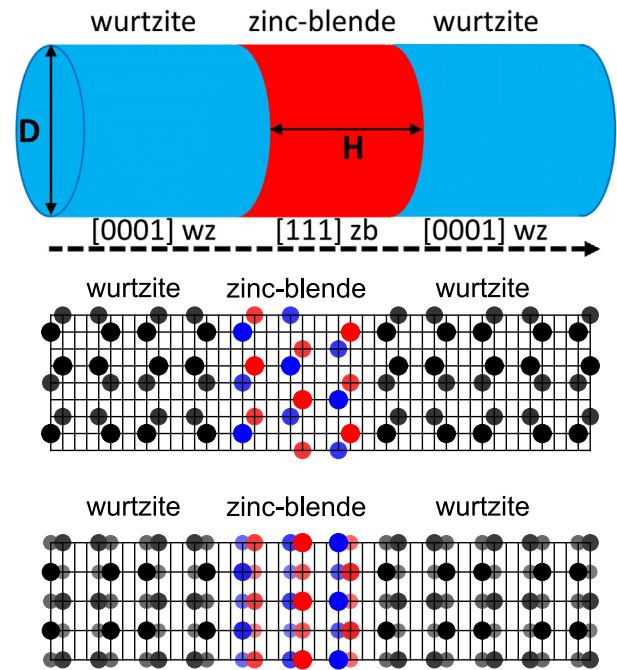 wurtzite zinc-blende wurtzite
D
H
[0001] wz [111] zb [0001] wz
wurtzite zinc-blende wurtzite
wurtzite zinc-blende wurtzite